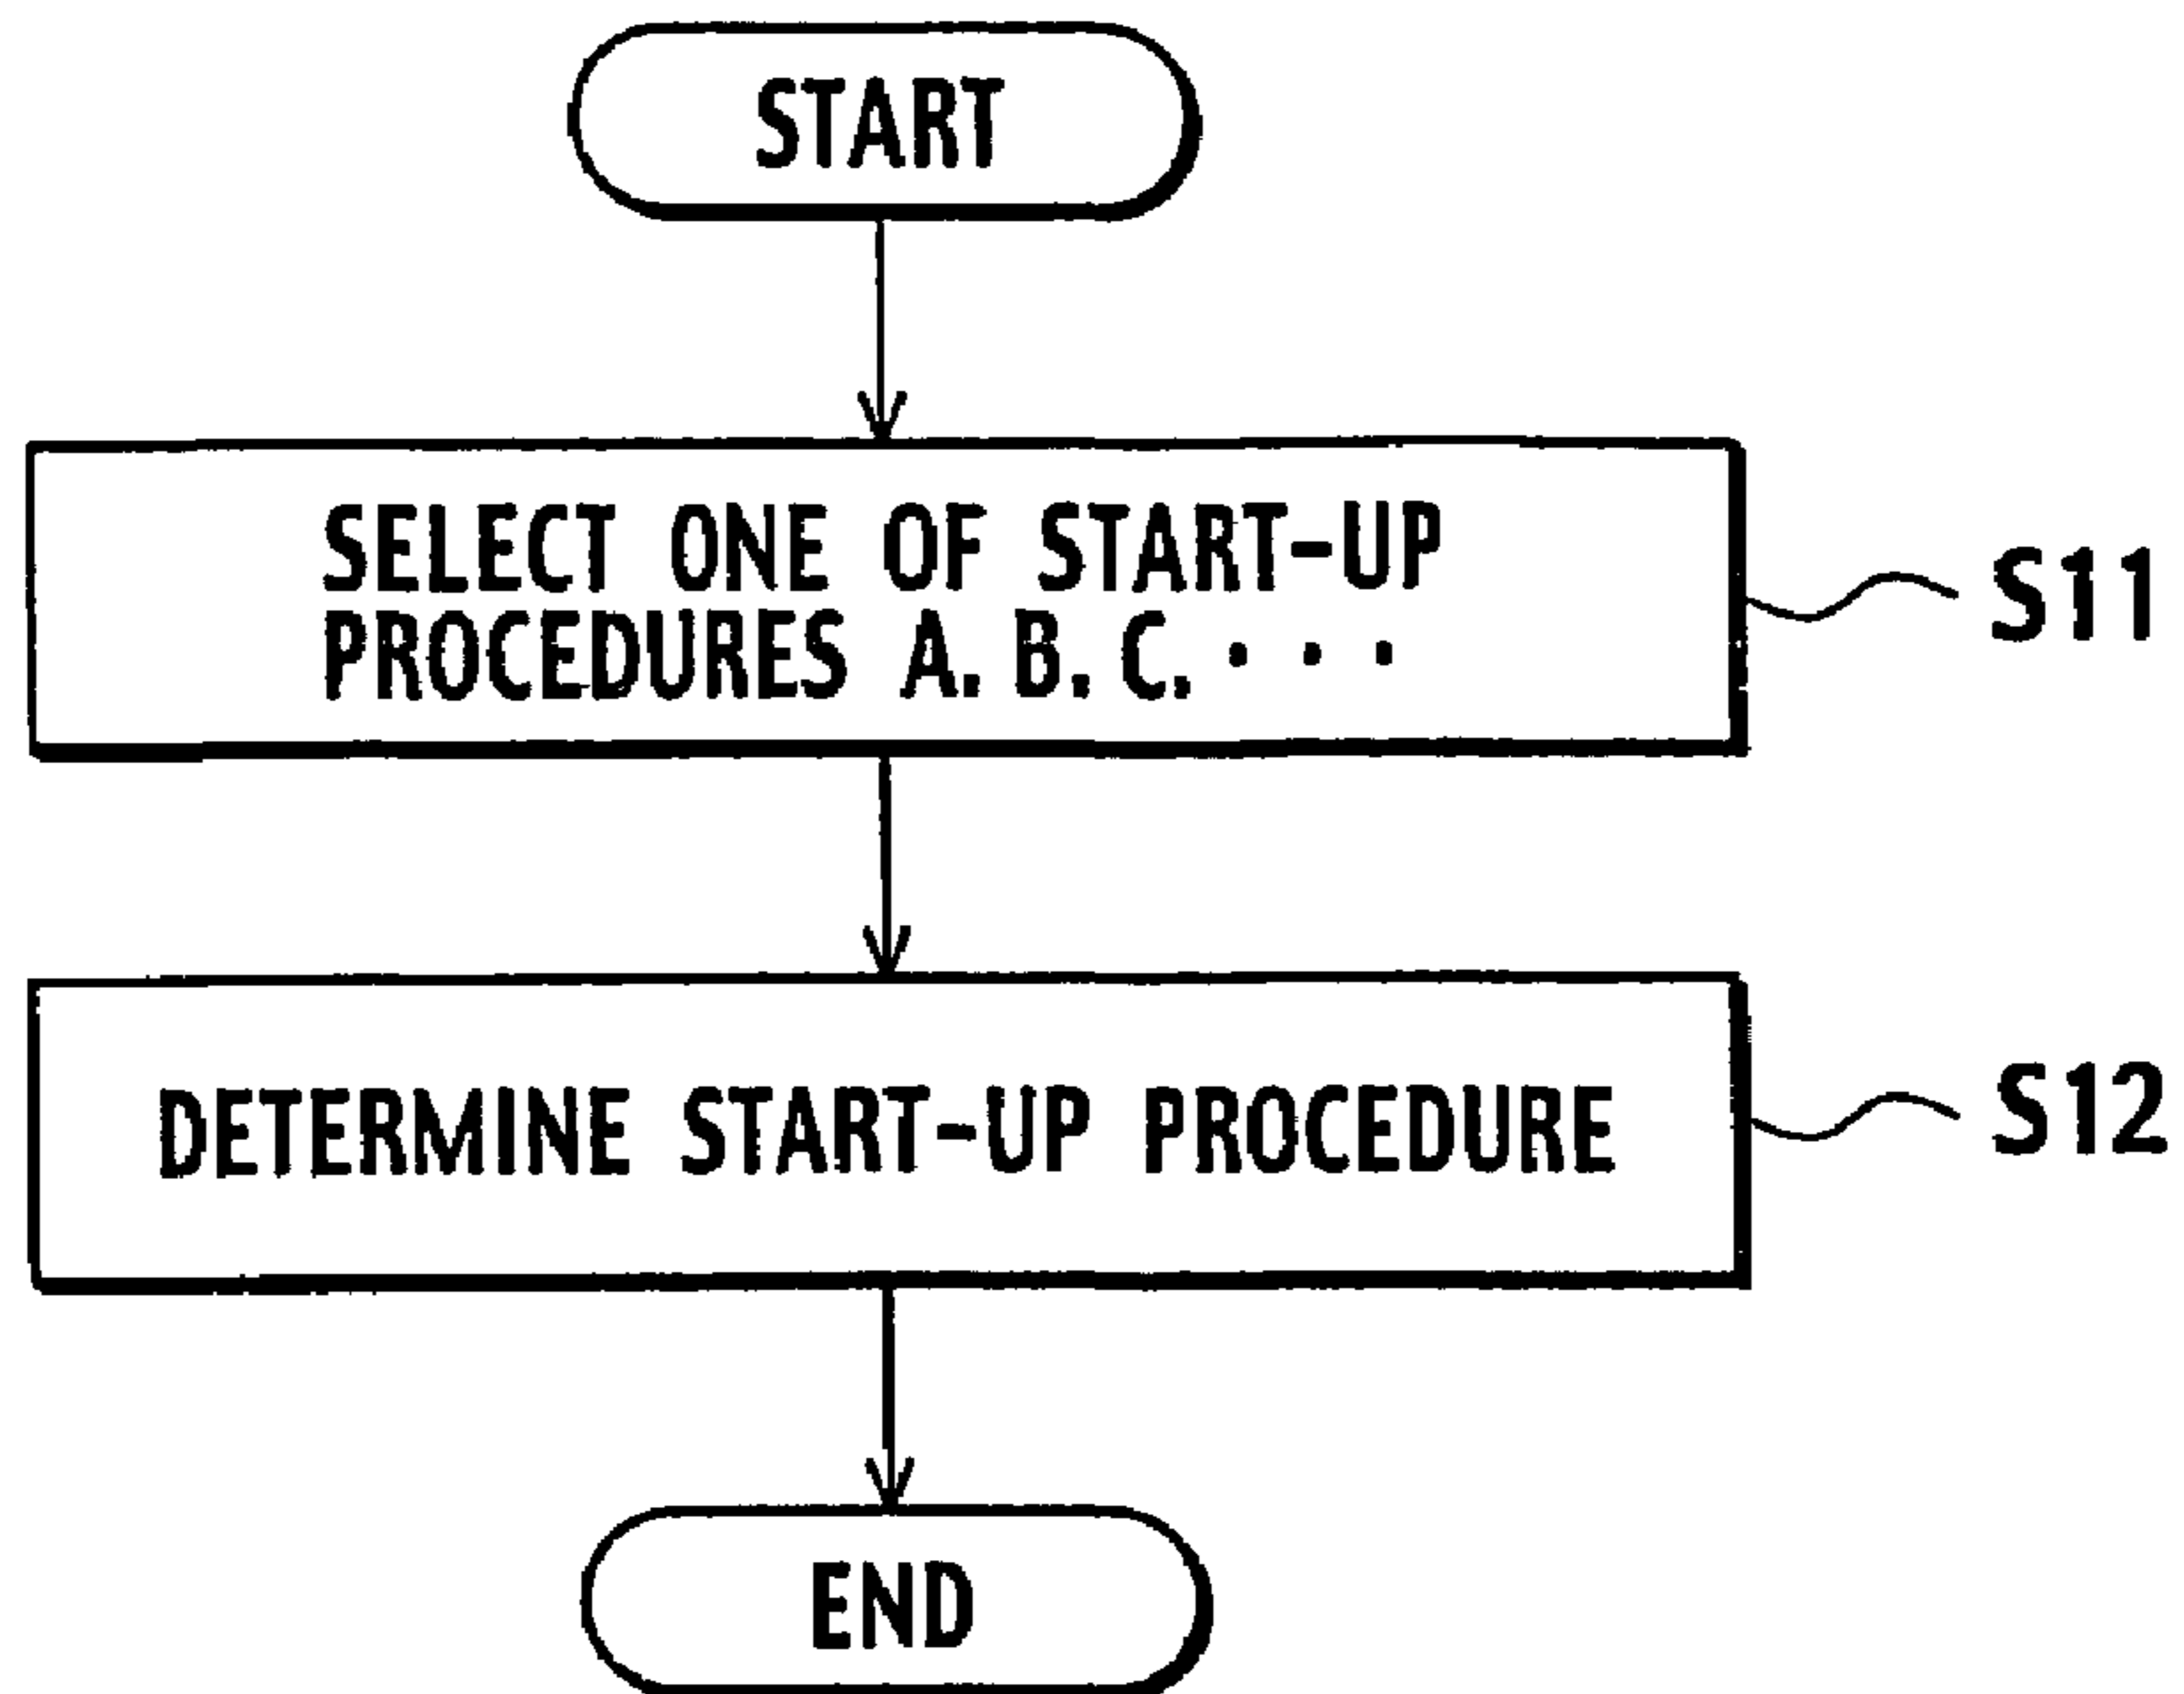 START
SELECT ONE OF START-UP
PROCEDURES A. B. C. · · ·
S11
DETERMINE START-UP PROCEDURE
S12
END